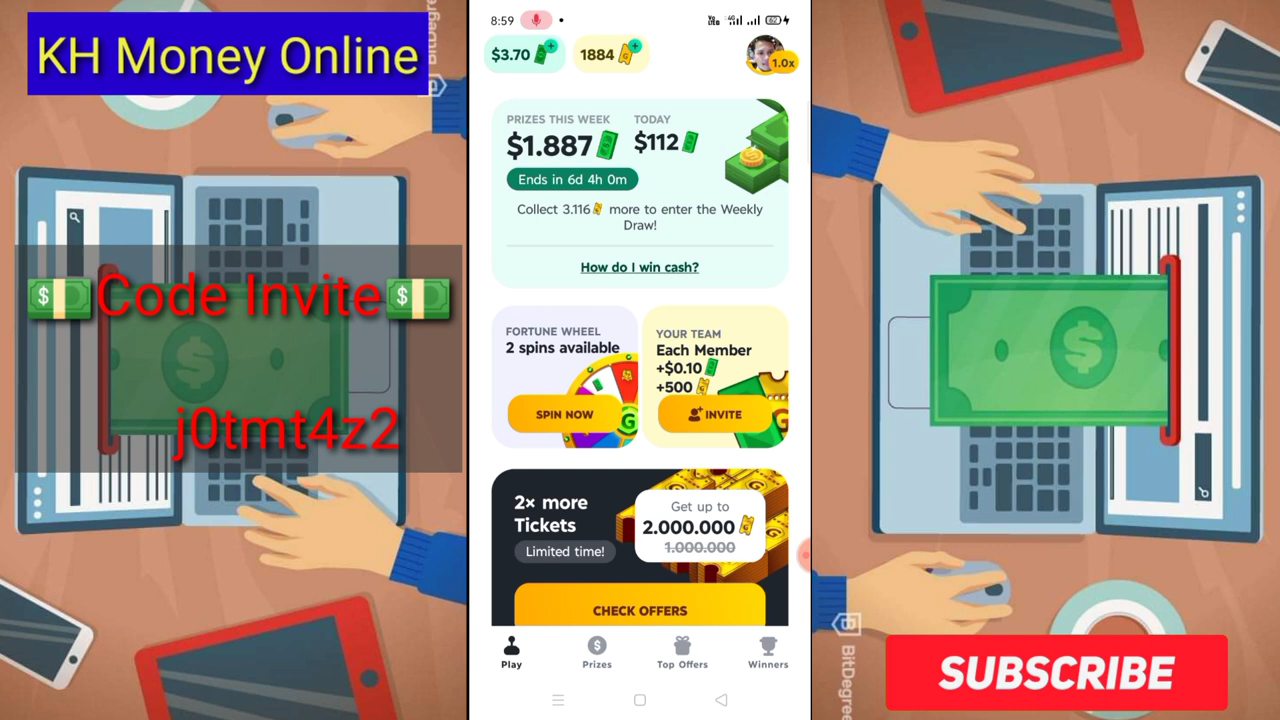 KH Money Online
BitDegree
Code Invite
j0tmt4z2
8:59
62
$3.70
1884
1.0x
PRIZES THIS WEEK
TODAY
$1.887
$112
Ends in 6d 4h 0m
Collect 3.116 more to enter the Weekly
Draw!
How do I win cash?
FORTUNE WHEEL
2 spins available
SPIN NOW
YOUR TEAM
Each Member
+$0.10
+500
INVITE
2× more
Tickets
Limited time!
Get up to
2.000.000
1.000.000
CHECK OFFERS
Play
Prizes
Top Offers
Winners
BitDegree
SUBSCRIBE